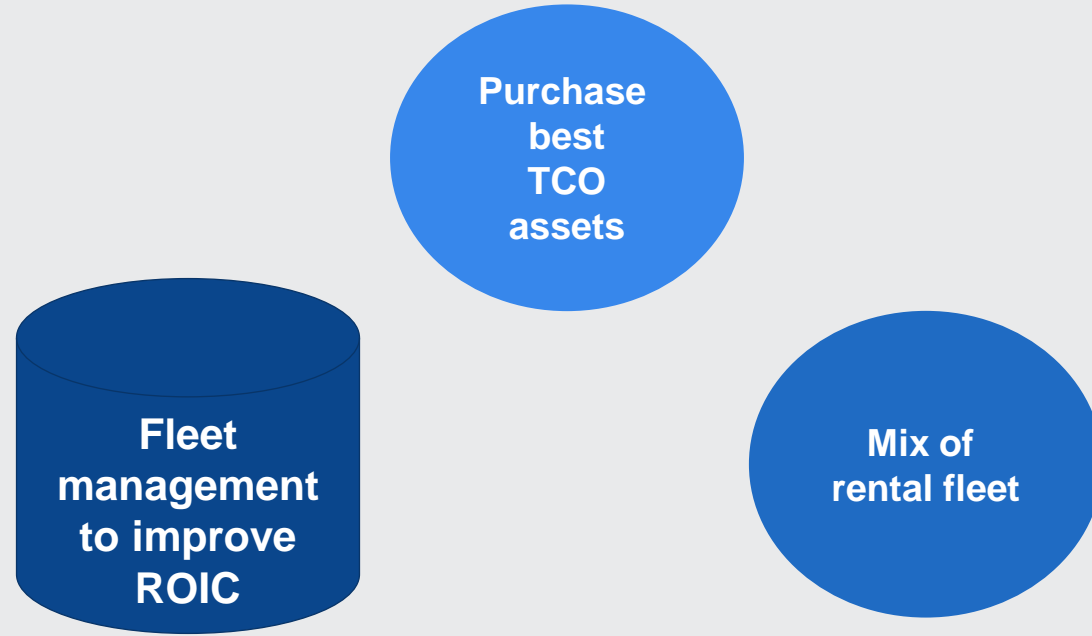 Purchase
best
TCO
assets
Fleet
management
to improve
ROIC
Mix of
rental fleet